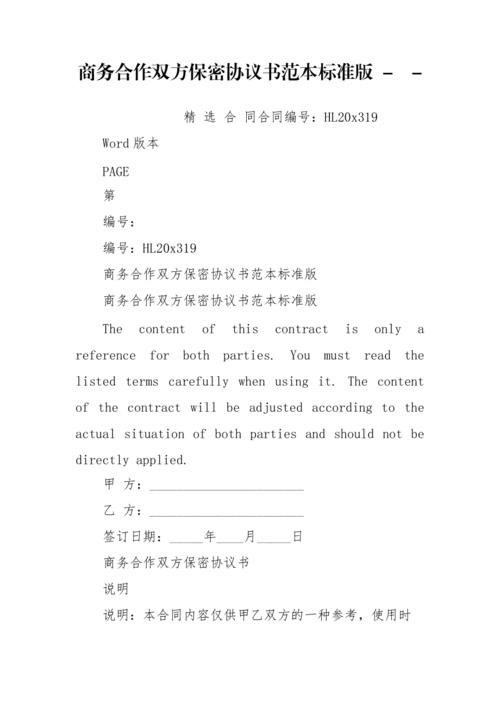 商务合作双方保密协议书范本标准版 - -
精 选 合 同合同编号：HL20x319
Word版本
PAGE
第
编号：
编号：HL20x319
商务合作双方保密协议书范本标准版
商务合作双方保密协议书范本标准版
The content of this contract is only a
reference for both parties. You must read the
listed terms carefully when using it. The content
of the contract will be adjusted according to the
actual situation of both parties and should not be
directly applied.
甲 方：_______________________
乙 方：_______________________
签订日期：_____年____月_____日
商务合作双方保密协议书
说明
说明：本合同内容仅供甲乙双方的一种参考，使用时